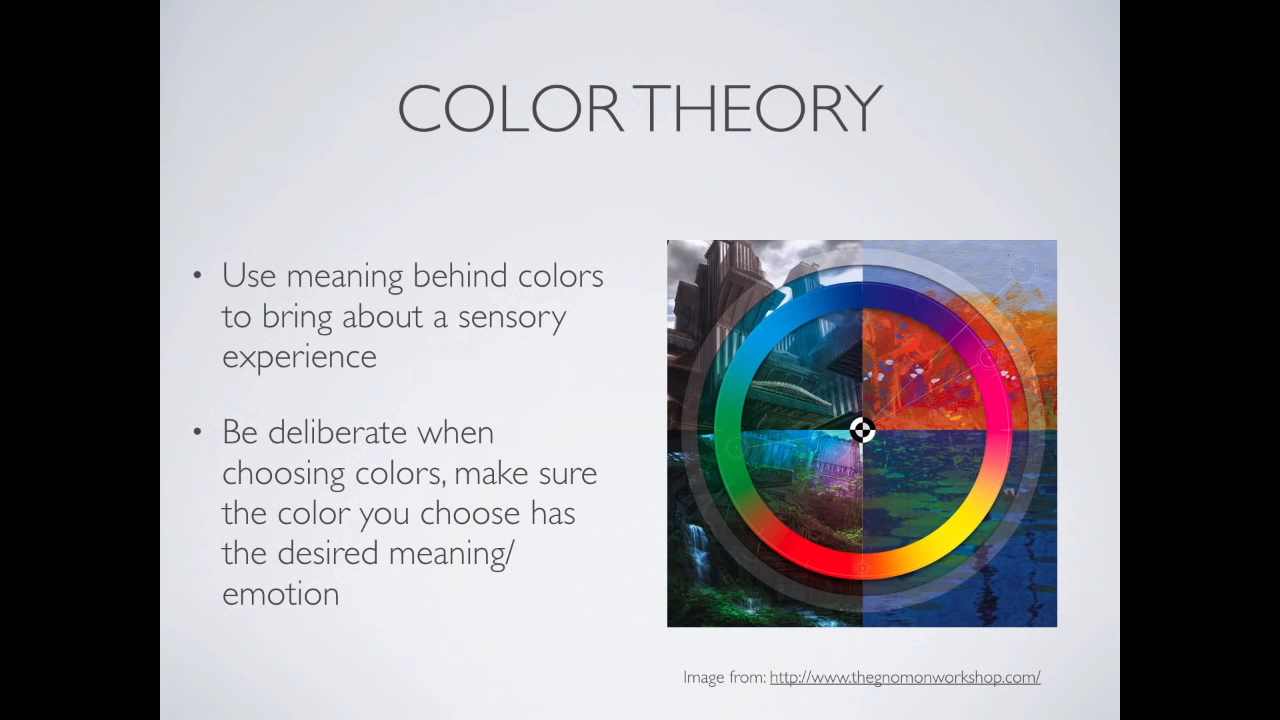 COLOR THEORY
• Use meaning behind colors
to bring about a sensory
experience
• Be deliberate when
choosing colors, make sure
the color you choose has
the desired meaning/
emotion
Image from: http://www.thegnomonworkshop.com/